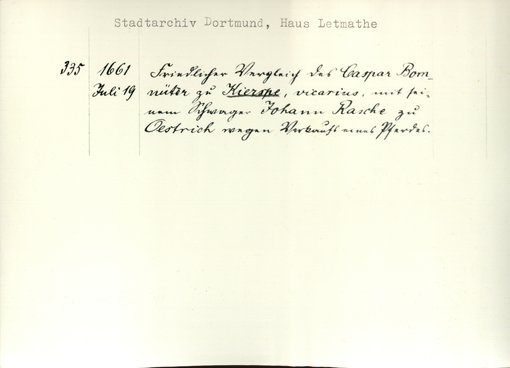 Stadtarchiv Dortmund, Haus Letmathe
335 1661 Friedlicher Vergleich des Caspar Bom-
Juli 19 nüter zu Kierspe, vicarius, mit sei-
nem Schwager Johann Rasche zu
Oestrich wegen Verkaufs eines Pferdes.